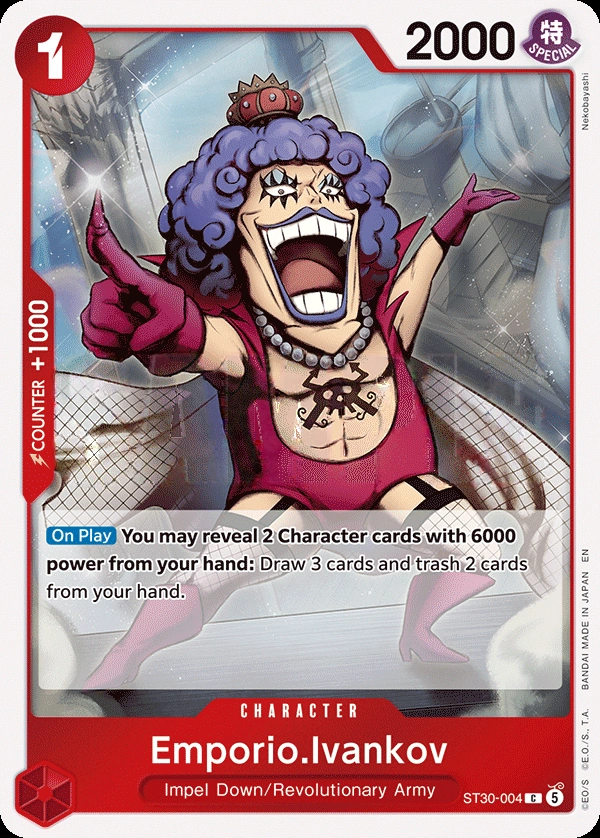 1
2000
特
SPECIAL
Nekobayashi
COUNTER +1000
On Play You may reveal 2 Character cards with 6000
power from your hand: Draw 3 cards and trash 2 cards
from your hand.
CHARACTER
Emporio.Ivankov
Impel Down/Revolutionary Army
ST30-004 C 5
©EO/S ©E.O./S., T.A. BANDAI MADE IN JAPAN EN